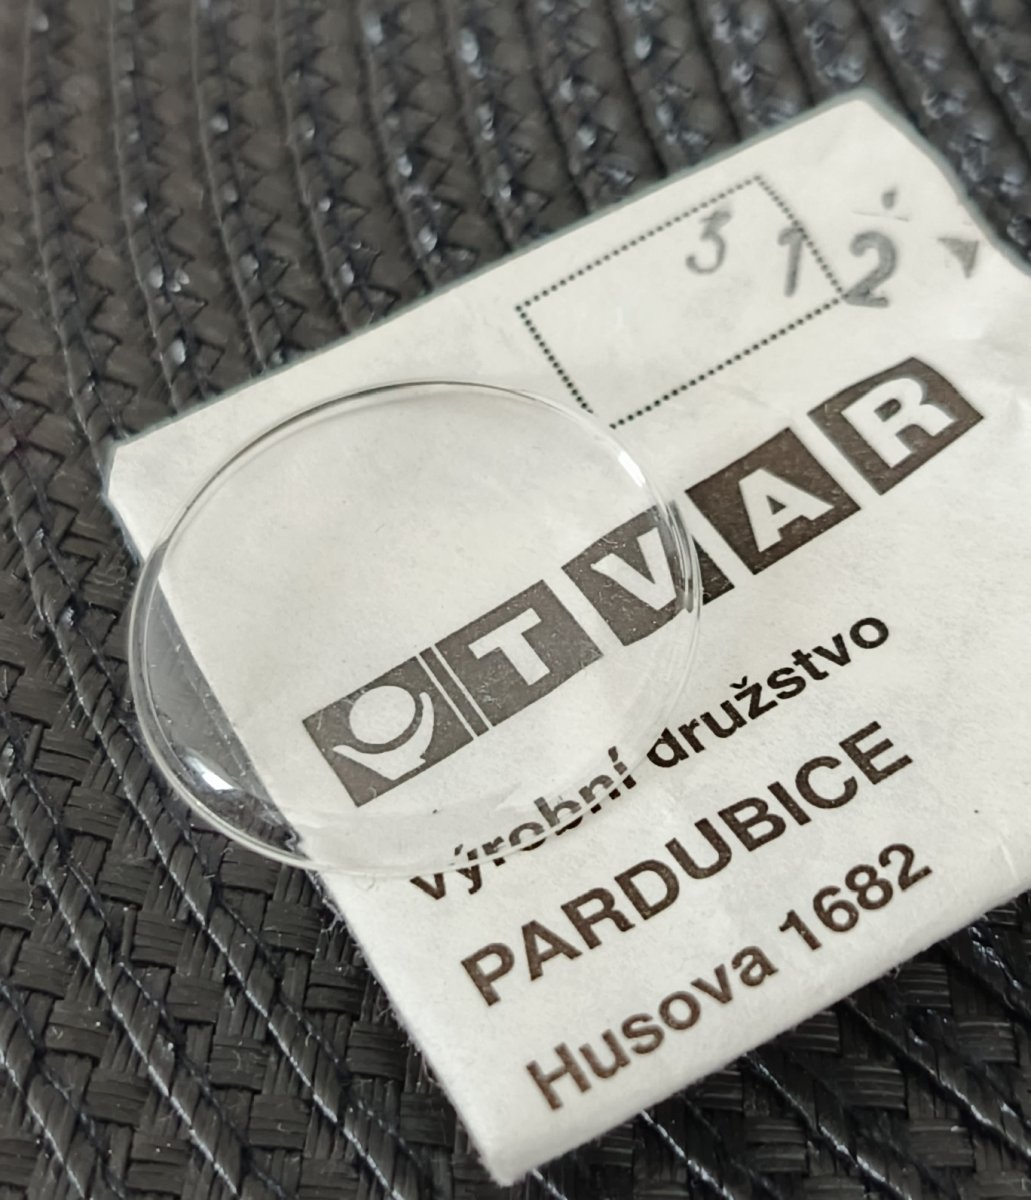 312
TVAR
výrobní družstvo
PARDUBICE
Husova 1682